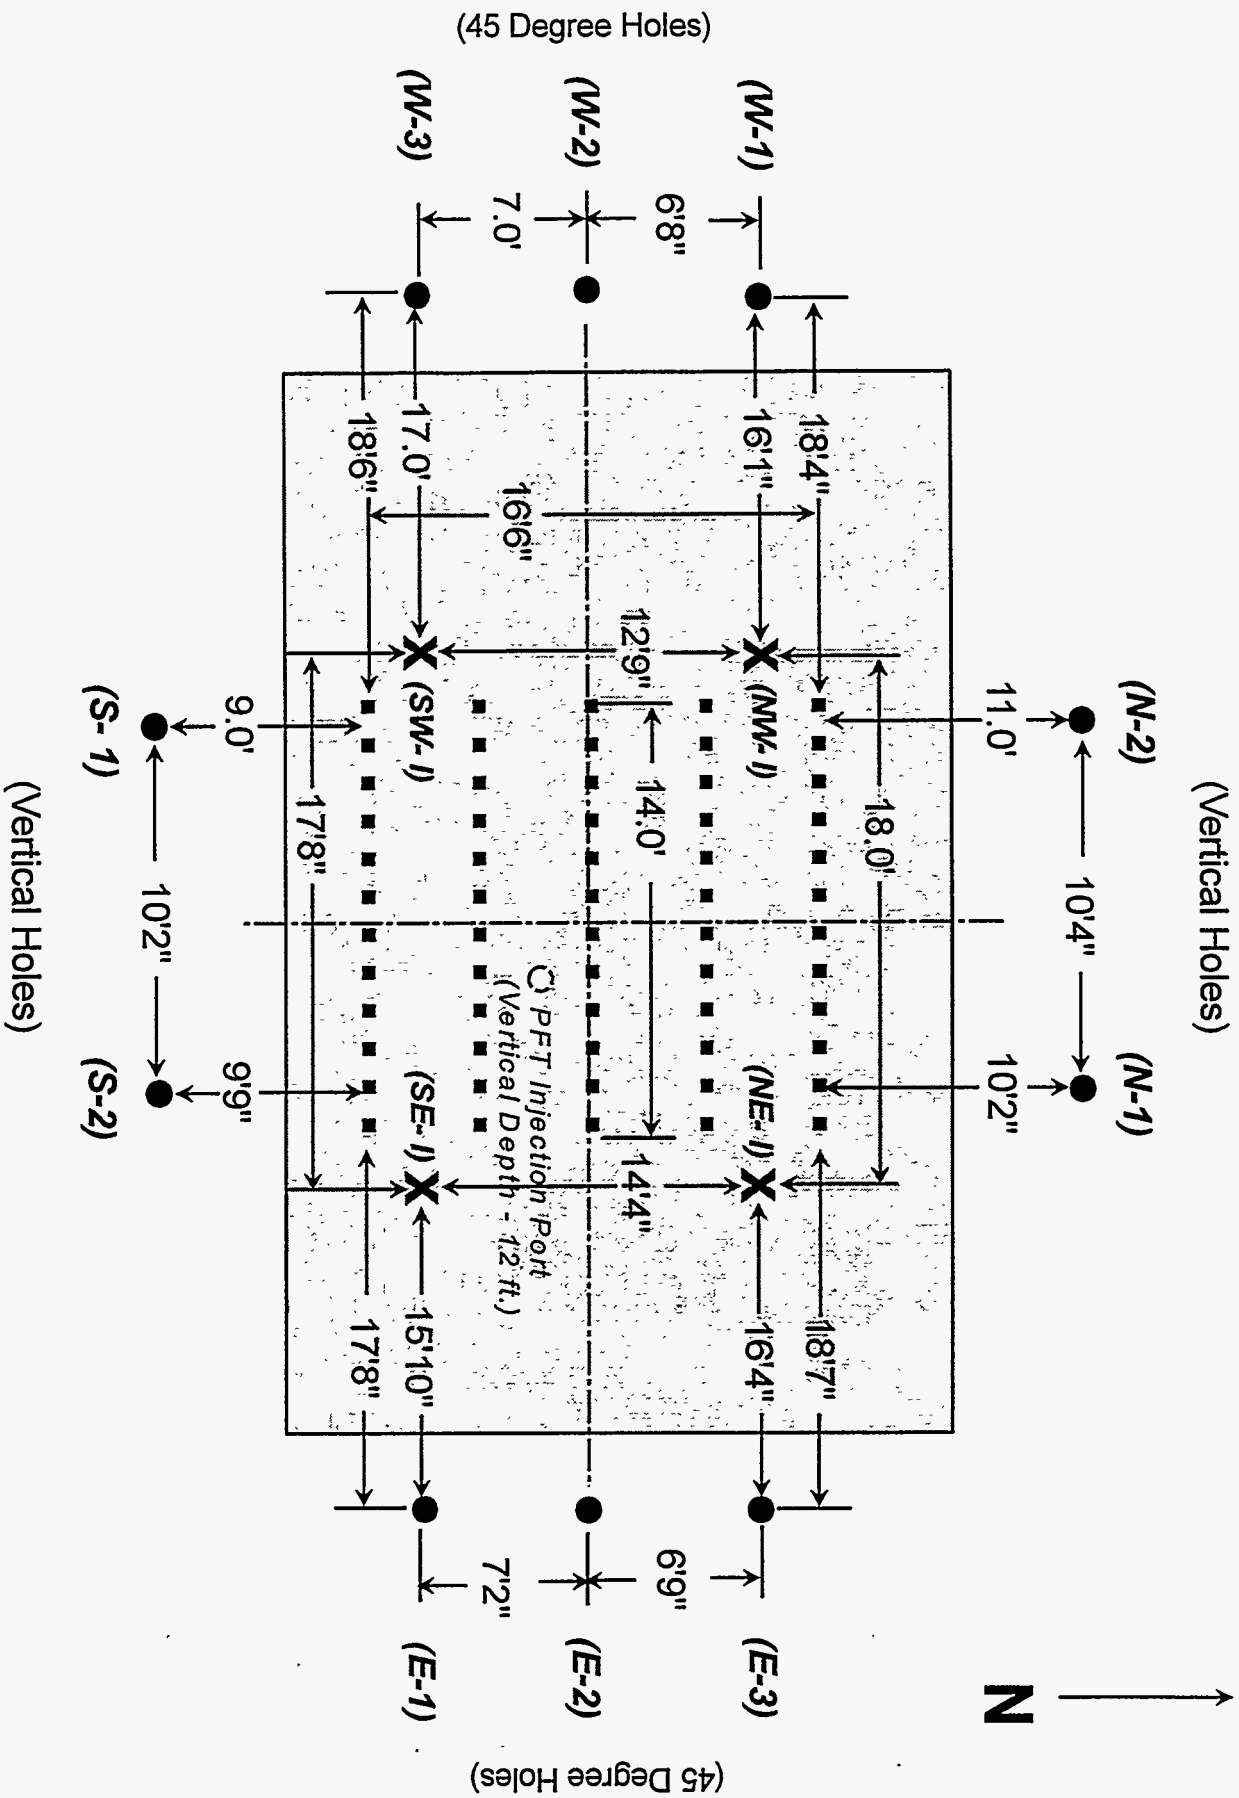 (45 Degree Holes)
(W-3)
(W-2)
(W-1)
7.0'
6'8"
18'6"
17.0'
16'1"
18'4"
16'6"
12'9"
(SW-I)
(NW-I)
(S-1)
9.0'
11.0'
(N-2)
17'8"
14.0'
18.0'
(Vertical Holes)
10'2"
10'4"
(Vertical Holes)
PFT Injection Port
(Vertical Depth - 12 ft.)
(S-2)
9'9"
(SE-I)
(NE-I)
10'2"
(N-1)
14'4"
17'8"
15'10"
16'4"
18'7"
7'2"
6'9"
(E-1)
(E-2)
(E-3)
N
(45 Degree Holes)